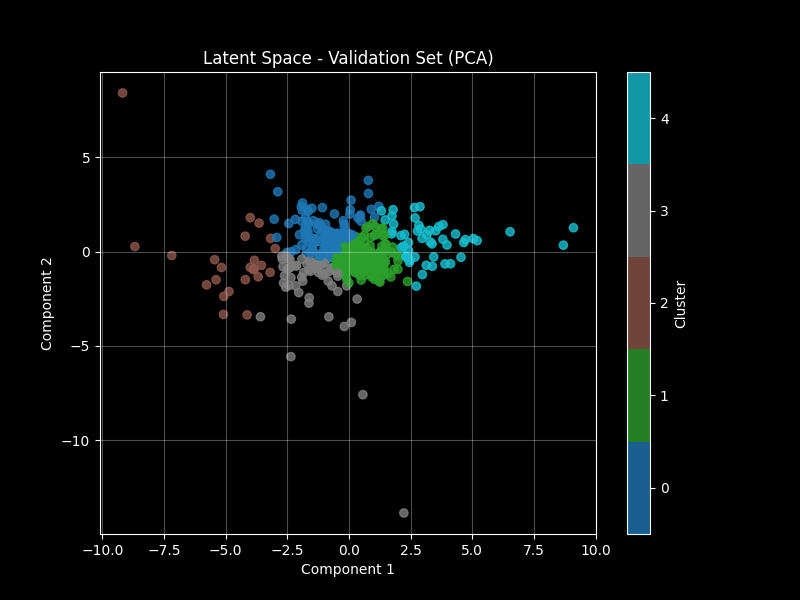 Latent Space - Validation Set (PCA)
5
0
−5
−10
Component 2
−10.0 −7.5 −5.0 −2.5 0.0 2.5 5.0 7.5 10.0
Component 1
4
3
2
1
0
Cluster